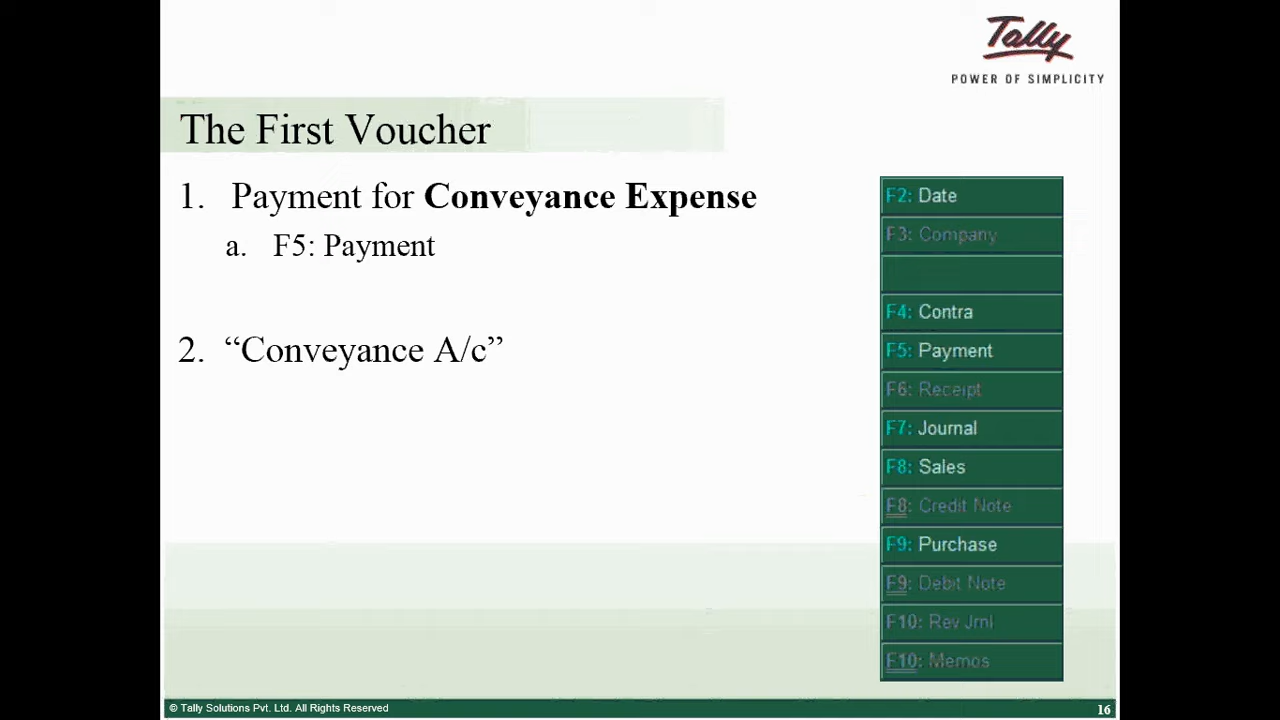 Tally
POWER OF SIMPLICITY
The First Voucher
1. Payment for Conveyance Expense
a. F5: Payment
2. “Conveyance A/c”
F2: Date
F3: Company
F4: Contra
F5: Payment
F6: Receipt
F7: Journal
F8: Sales
F8: Credit Note
F9: Purchase
F9: Debit Note
F10: Rev Jrnl
F10: Memos
© Tally Solutions Pvt. Ltd. All Rights Reserved
16